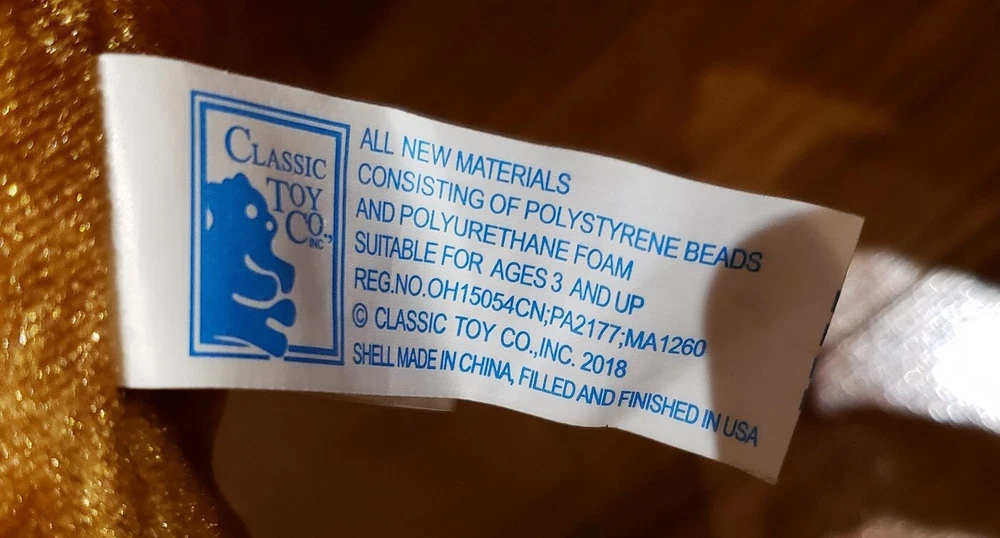 CLASSIC
TOY
CO.,
INC
ALL NEW MATERIALS
CONSISTING OF POLYSTYRENE BEADS
AND POLYURETHANE FOAM
SUITABLE FOR AGES 3 AND UP
REG.NO.OH15054CN;PA2177;MA1260
© CLASSIC TOY CO.,INC. 2018
SHELL MADE IN CHINA, FILLED AND FINISHED IN USA